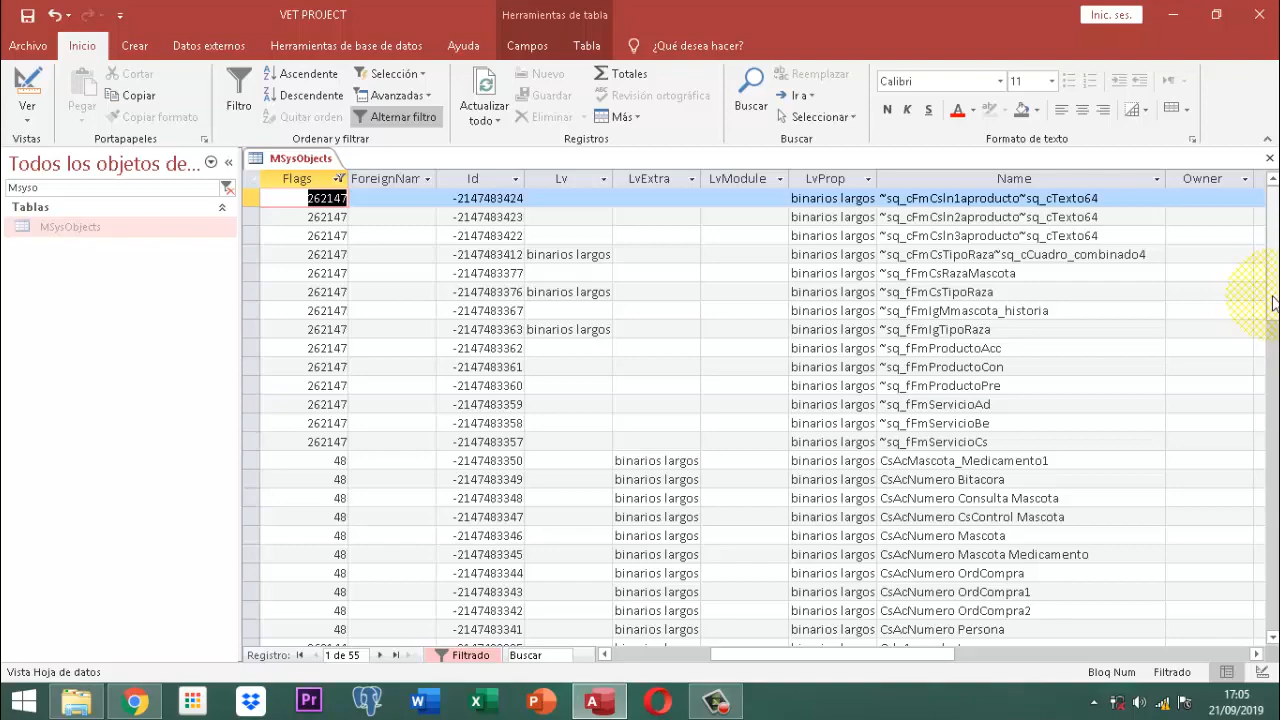 VET PROJECT
Herramientas de tabla
Inic. ses.
Archivo Inicio Crear Datos externos Herramientas de base de datos Ayuda Campos Tabla ¿Qué desea hacer?
Ver
Vistas
Pegar
Cortar
Copiar
Copiar formato
Portapapeles
Filtro
Ascendente
Descendente
Quitar orden
Selección
Avanzadas
Alternar filtro
Ordenar y filtrar
Actualizar todo
Nuevo
Guardar
Eliminar
Totales
Revisión ortográfica
Más
Registros
Buscar
Reemplazar
Ir a
Seleccionar
Buscar
Calibri 11
N K S A
Formato de texto
Todos los objetos de...
Msyso
Tablas
MSysObjects
MSysObjects
Flags ForeignNam Id Lv LvExtra LvModule LvProp Name Owner
262147 -2147483424 binarios largos ~sq_cFmCsIn1aproducto~sq_cTexto64
262147 -2147483423 binarios largos ~sq_cFmCsIn2aproducto~sq_cTexto64
262147 -2147483422 binarios largos ~sq_cFmCsIn3aproducto~sq_cTexto64
262147 -2147483412 binarios largos binarios largos ~sq_cFmCsTipoRaza~sq_cCuadro_combinado4
262147 -2147483377 binarios largos ~sq_fFmCsRazaMascota
262147 -2147483376 binarios largos binarios largos ~sq_fFmCsTipoRaza
262147 -2147483367 binarios largos ~sq_fFmIgMmascota_historia
262147 -2147483363 binarios largos binarios largos ~sq_fFmIgTipoRaza
262147 -2147483362 binarios largos ~sq_fFmProductoAcc
262147 -2147483361 binarios largos ~sq_fFmProductoCon
262147 -2147483360 binarios largos ~sq_fFmProductoPre
262147 -2147483359 binarios largos ~sq_fFmServicioAd
262147 -2147483358 binarios largos ~sq_fFmServicioBe
262147 -2147483357 binarios largos ~sq_fFmServicioCs
48 -2147483350 binarios largos binarios largos CsAcMascota_Medicamento1
48 -2147483349 binarios largos binarios largos CsAcNumero Bitacora
48 -2147483348 binarios largos binarios largos CsAcNumero Consulta Mascota
48 -2147483347 binarios largos binarios largos CsAcNumero CsControl Mascota
48 -2147483346 binarios largos binarios largos CsAcNumero Mascota
48 -2147483345 binarios largos binarios largos CsAcNumero Mascota Medicamento
48 -2147483344 binarios largos binarios largos CsAcNumero OrdCompra
48 -2147483343 binarios largos binarios largos CsAcNumero OrdCompra1
48 -2147483342 binarios largos binarios largos CsAcNumero OrdCompra2
48 -2147483341 binarios largos binarios largos CsAcNumero Persona
Registro: 1 de 55 Filtrado Buscar
Vista Hoja de datos Bloq Num Filtrado
17:05
21/09/2019